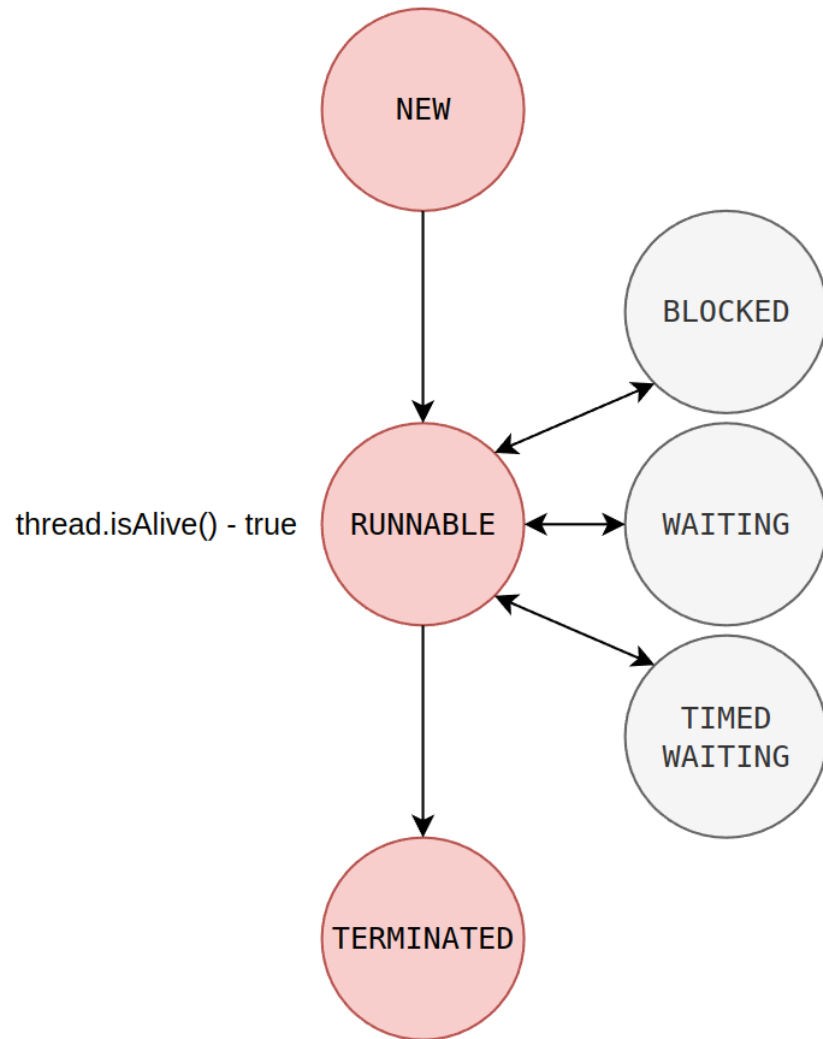 NEW
BLOCKED
thread.isAlive() - true
RUNNABLE
WAITING
TIMED
WAITING
TERMINATED